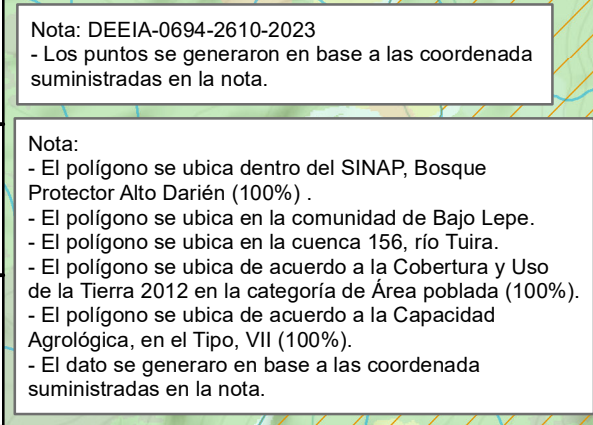 Nota: DEEIA-0694-2610-2023
- Los puntos se generaron en base a las coordenada
suministradas en la nota.
Nota:
- El polígono se ubica dentro del SINAP, Bosque
Protector Alto Darién (100%) .
- El polígono se ubica en la comunidad de Bajo Lepe.
- El polígono se ubica en la cuenca 156, río Tuira.
- El polígono se ubica de acuerdo a la Cobertura y Uso
de la Tierra 2012 en la categoría de Área poblada (100%).
- El polígono se ubica de acuerdo a la Capacidad
Agrológica, en el Tipo, VII (100%).
- El dato se generaro en base a las coordenada
suministradas en la nota.